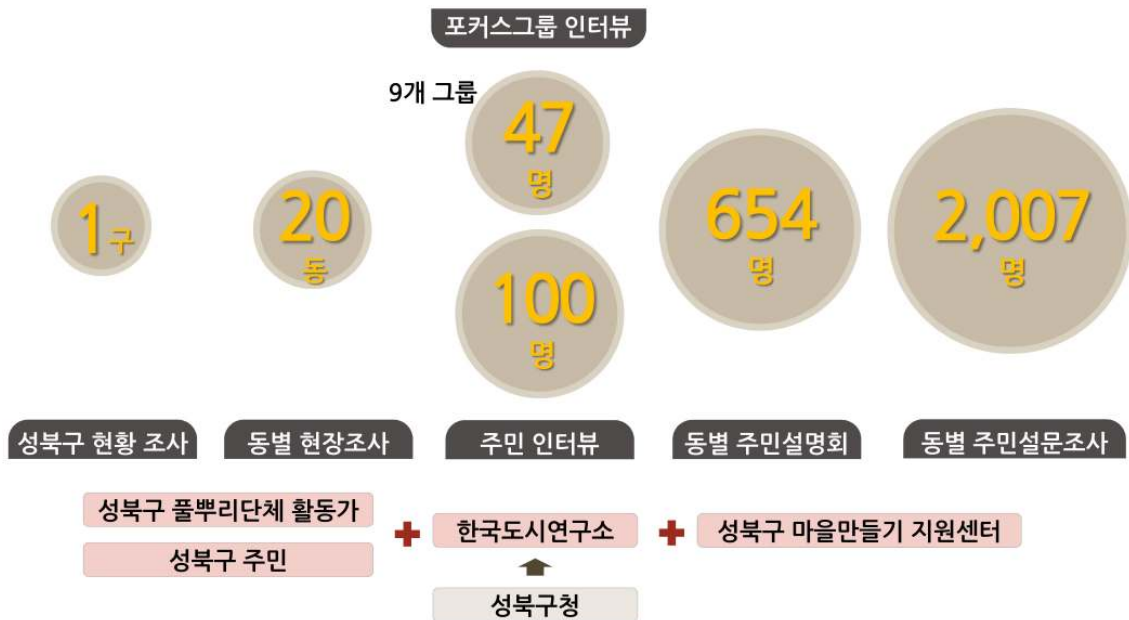 포커스그룹 인터뷰
9개 그룹
47
명
1구
20
동
100
명
654
명
2,007
명
성북구 현황 조사
동별 현장조사
주민 인터뷰
동별 주민설명회
동별 주민설문조사
성북구 풀뿌리단체 활동가
성북구 주민
한국도시연구소
성북구 마을만들기 지원센터
성북구청